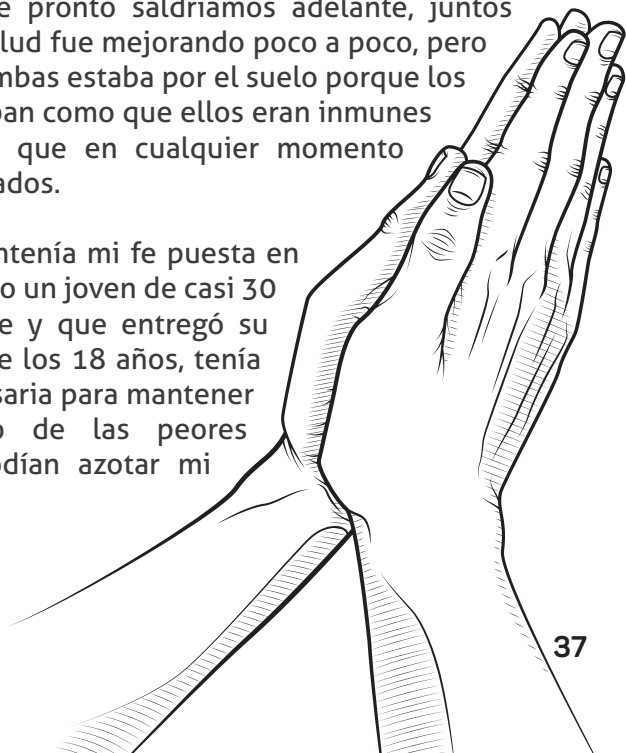 pronto saldríamos adelante, juntos
lud fue mejorando poco a poco, pero
mbas estaba por el suelo porque los
ban como que ellos eran inmunes
que en cualquier momento
ados.
ntenía mi fe puesta en
o un joven de casi 30
e y que entregó su
e los 18 años, tenía
saria para mantener
o de las peores
odían azotar mi
37